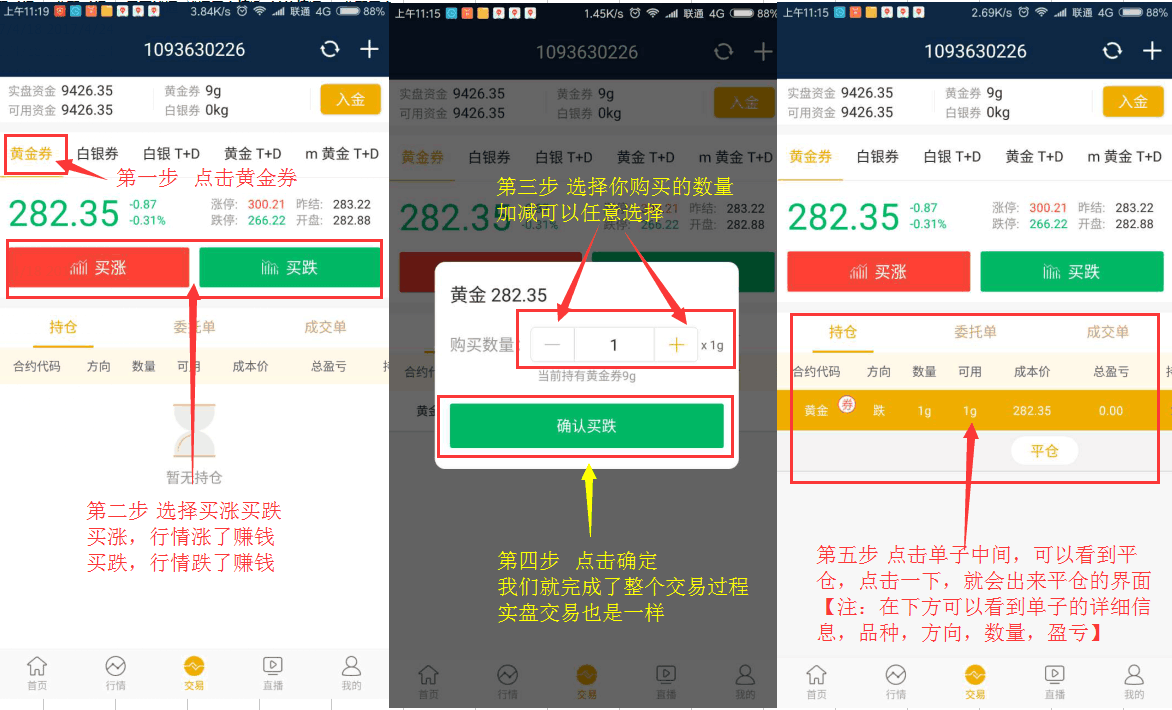 上午11:19
3.84K/s
联通 4G
88%
1093630226
实盘资金 9426.35
黄金券 9g
可用资金 9426.35
白银券 0kg
入金
黄金券 白银券 白银 T+D 黄金 T+D m 黄金 T+D
第一步 点击黄金券
282.35
-0.87
-0.31%
涨停: 300.21 昨结: 283.22
跌停: 266.22 开盘: 282.88
买涨
买跌
持仓 委托单 成交单
合约代码 方向 数量 可用 成本价 总盈亏
暂无持仓
第二步 选择买涨买跌
买涨，行情涨了赚钱
买跌，行情跌了赚钱
首页 行情 交易 直播 我的
上午11:15
1.45K/s
联通 4G
88%
1093630226
实盘资金 9426.35
黄金券 9g
可用资金 9426.35
白银券 0kg
入金
黄金券 白银券 白银 T+D 黄金 T+D m 黄金 T+D
第三步 选择你购买的数量
加减可以任意选择
282.35
-0.31%
300.21 昨结: 283.22
266.22 开盘: 282.88
黄金 282.35
购买数量: — 1 + x 1g
当前持有黄金券9g
确认买跌
合约代
黄金
第四步 点击确定
我们就完成了整个交易过程
实盘交易也是一样
首页 行情 交易 直播 我的
上午11:15
2.69K/s
联通 4G
88%
1093630226
实盘资金 9426.35
黄金券 9g
可用资金 9426.35
白银券 0kg
入金
黄金券 白银券 白银 T+D 黄金 T+D m 黄金 T+D
282.35
-0.87
-0.31%
涨停: 300.21 昨结: 283.22
跌停: 266.22 开盘: 282.88
买涨
买跌
持仓 委托单 成交单
合约代码 方向 数量 可用 成本价 总盈亏
黄金 券 跌 1g 1g 282.35 0.00
平仓
第五步 点击单子中间，可以看到平
仓，点击一下，就会出来平仓的界面
【注：在下方可以看到单子的详细信
息，品种，方向，数量，盈亏】
首页 行情 交易 直播 我的